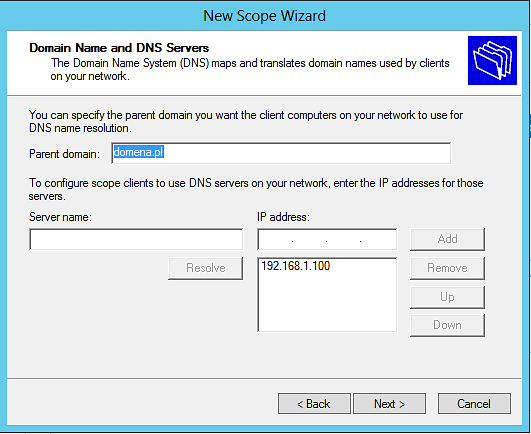 New Scope Wizard
Domain Name and DNS Servers
The Domain Name System (DNS) maps and translates domain names used by clients
on your network.
You can specify the parent domain you want the client computers on your network to use for
DNS name resolution.
Parent domain: domena.pl
To configure scope clients to use DNS servers on your network, enter the IP addresses for those
servers.
Server name: IP address:
. . . Add
Resolve 192.168.1.100 Remove
Up
Down
< Back Next > Cancel